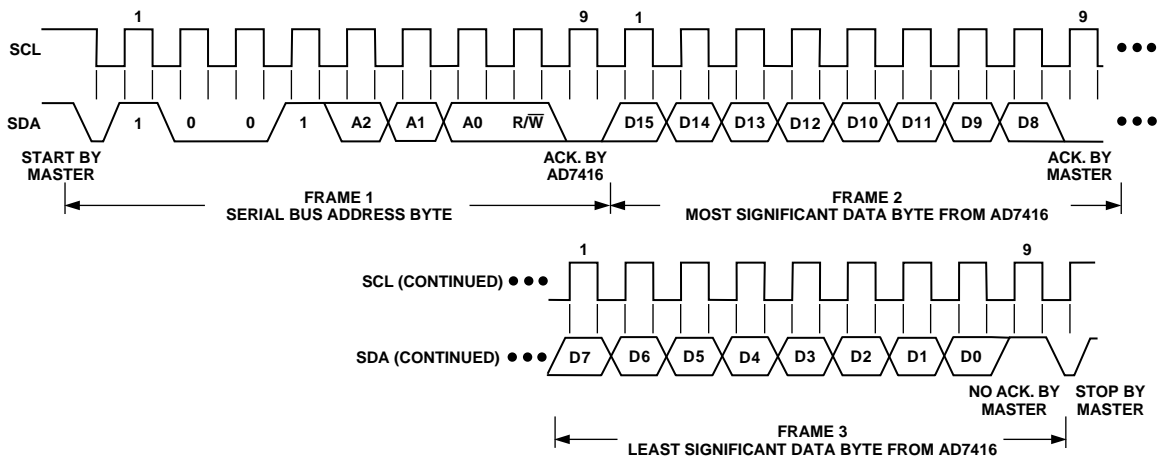 1 9 1 9
SCL
SDA 1 0 0 1 A2 A1 A0 R/W̅ D15 D14 D13 D12 D10 D11 D9 D8
START BY
MASTER
ACK. BY
AD7416
ACK. BY
MASTER
FRAME 1
SERIAL BUS ADDRESS BYTE
FRAME 2
MOST SIGNIFICANT DATA BYTE FROM AD7416
1 9
SCL (CONTINUED)
SDA (CONTINUED) D7 D6 D5 D4 D3 D2 D1 D0
NO ACK. BY
MASTER
STOP BY
MASTER
FRAME 3
LEAST SIGNIFICANT DATA BYTE FROM AD7416